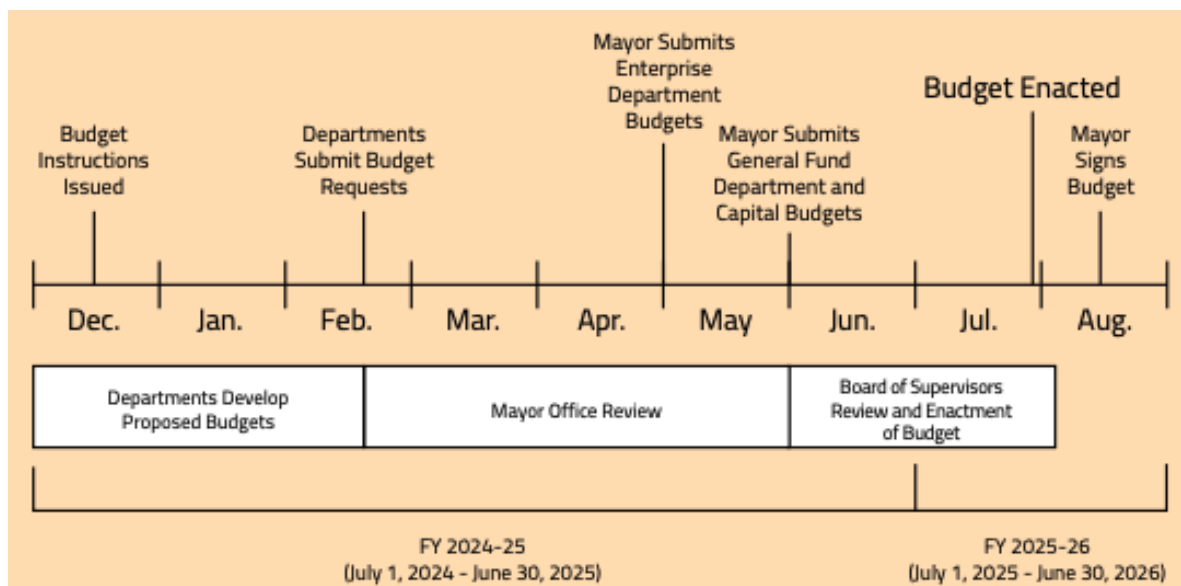 Budget
Instructions
Issued
Departments
Submit Budget
Requests
Mayor Submits
Enterprise
Department
Budgets
Mayor Submits
General Fund
Department and
Capital Budgets
Budget Enacted
Mayor
Signs
Budget
Dec.
Jan.
Feb.
Mar.
Apr.
May
Jun.
Jul.
Aug.
Departments Develop
Proposed Budgets
Mayor Office Review
Board of Supervisors
Review and Enactment
of Budget
FY 2024-25
(July 1, 2024 - June 30, 2025)
FY 2025-26
(July 1, 2025 - June 30, 2026)